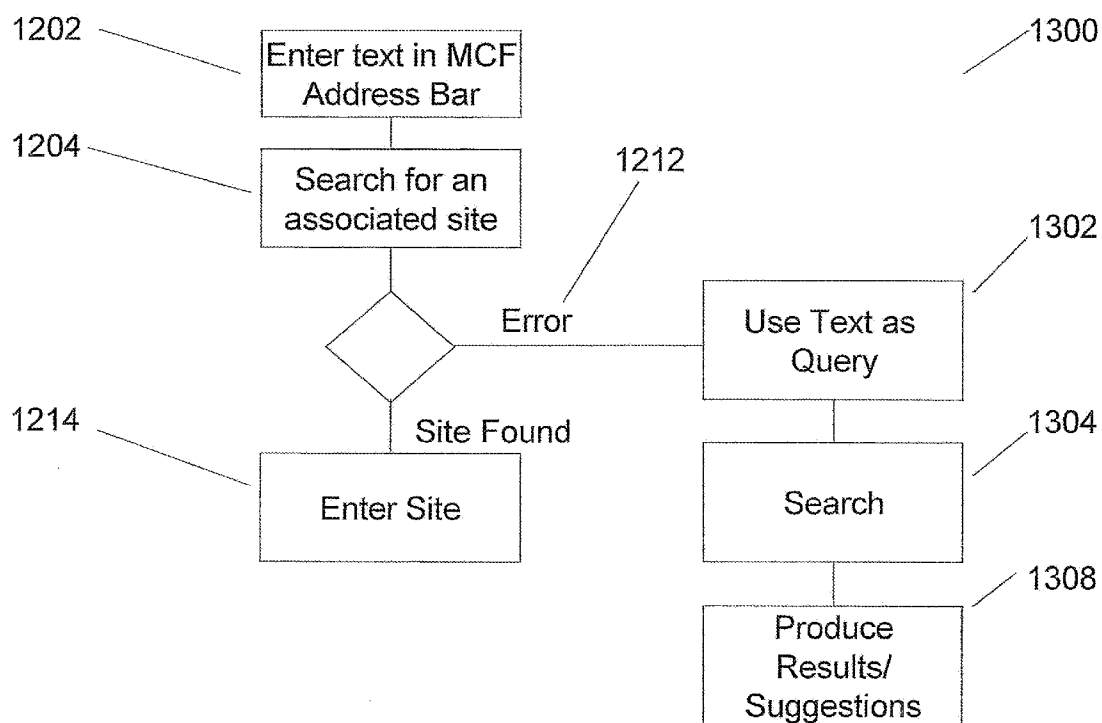 1202
Enter text in MCF
Address Bar
1300
1204
Search for an
associated site
1212
1302
Error
Use Text as
Query
1214
Site Found
1304
Enter Site
Search
1308
Produce
Results/
Suggestions